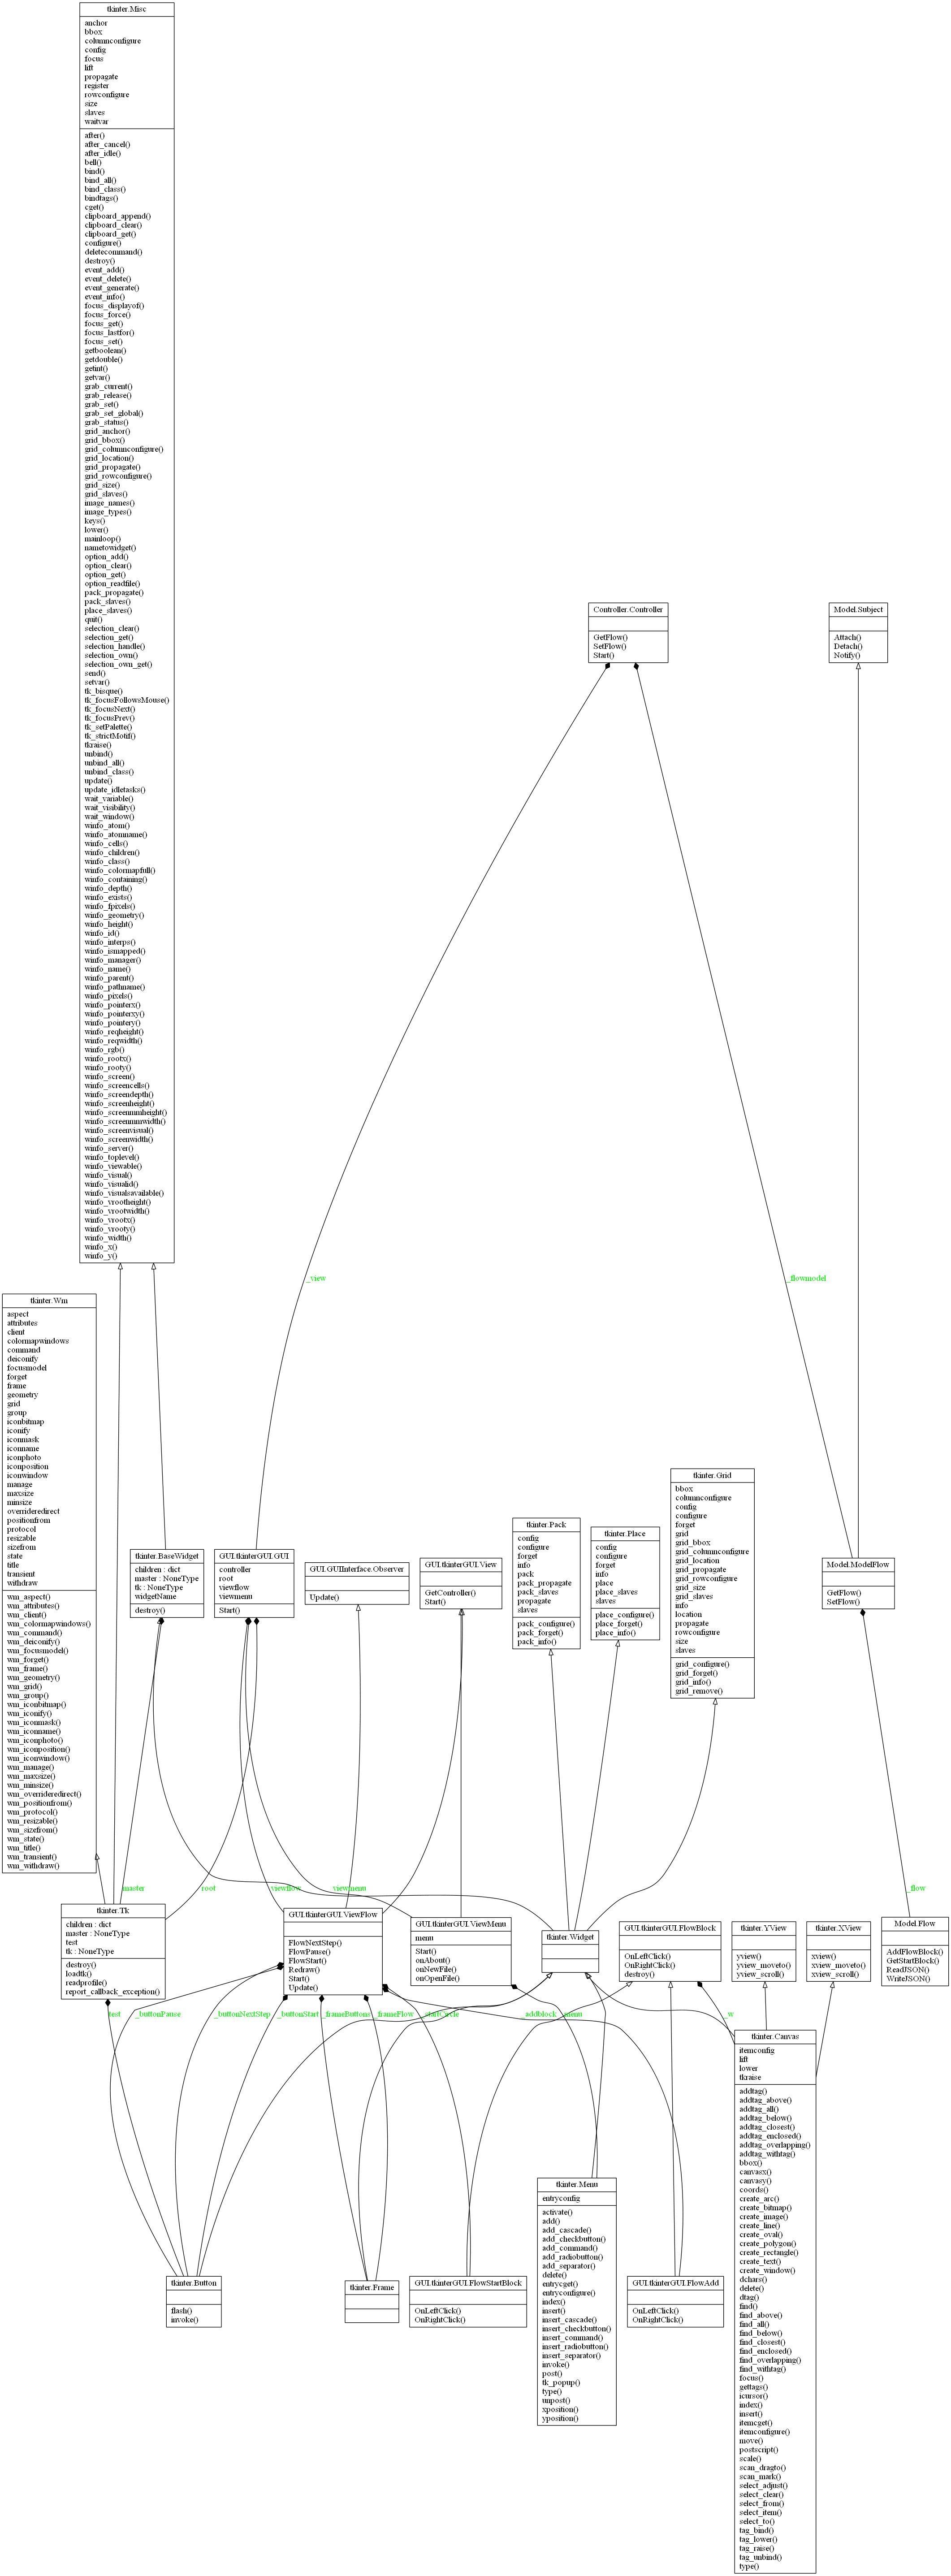 tkinter.Misc
anchor
bbox
columnconfigure
config
focus
lift
propagate
register
rowconfigure
size
slaves
waitvar
after()
after_cancel()
after_idle()
bell()
bind()
bind_all()
bind_class()
bindtags()
cget()
clipboard_append()
clipboard_clear()
clipboard_get()
configure()
deletecommand()
destroy()
event_add()
event_delete()
event_generate()
event_info()
focus_displayof()
focus_force()
focus_get()
focus_lastfor()
focus_set()
getboolean()
getdouble()
getint()
getvar()
grab_current()
grab_release()
grab_set()
grab_set_global()
grab_status()
grid_anchor()
grid_bbox()
grid_columnconfigure()
grid_location()
grid_propagate()
grid_rowconfigure()
grid_size()
grid_slaves()
image_names()
image_types()
keys()
lower()
mainloop()
nametowidget()
option_add()
option_clear()
option_get()
option_readfile()
pack_propagate()
pack_slaves()
place_slaves()
quit()
selection_clear()
selection_get()
selection_handle()
selection_own()
selection_own_get()
send()
setvar()
tk_bisque()
tk_focusFollowsMouse()
tk_focusNext()
tk_focusPrev()
tk_setPalette()
tk_strictMotif()
tkraise()
unbind()
unbind_all()
unbind_class()
update()
update_idletasks()
wait_variable()
wait_visibility()
wait_window()
winfo_atom()
winfo_atomname()
winfo_cells()
winfo_children()
winfo_class()
winfo_colormapfull()
winfo_containing()
winfo_depth()
winfo_exists()
winfo_fpixels()
winfo_geometry()
winfo_height()
winfo_id()
winfo_interps()
winfo_ismapped()
winfo_manager()
winfo_name()
winfo_parent()
winfo_pathname()
winfo_pixels()
winfo_pointerx()
winfo_pointerxy()
winfo_pointery()
winfo_reqheight()
winfo_reqwidth()
winfo_rgb()
winfo_rootx()
winfo_rooty()
winfo_screen()
winfo_screencells()
winfo_screendepth()
winfo_screenheight()
winfo_screenmmheight()
winfo_screenmmwidth()
winfo_screenvisual()
winfo_screenwidth()
winfo_server()
winfo_toplevel()
winfo_viewable()
winfo_visual()
winfo_visualid()
winfo_visualsavailable()
winfo_vrootheight()
winfo_vrootwidth()
winfo_vrootx()
winfo_vrooty()
winfo_width()
winfo_x()
winfo_y()
Controller.Controller
GetFlow()
SetFlow()
Start()
Model.Subject
Attach()
Detach()
Notify()
_view
_flowmodel
tkinter.Wm
aspect
attributes
client
colormapwindows
command
deiconify
focusmodel
forget
frame
geometry
grid
group
iconbitmap
iconify
iconmask
iconname
iconphoto
iconposition
iconwindow
manage
maxsize
minsize
overrideredirect
positionfrom
protocol
resizable
sizefrom
state
title
transient
withdraw
wm_aspect()
wm_attributes()
wm_client()
wm_colormapwindows()
wm_command()
wm_deiconify()
wm_focusmodel()
wm_forget()
wm_frame()
wm_geometry()
wm_grid()
wm_group()
wm_iconbitmap()
wm_iconify()
wm_iconmask()
wm_iconname()
wm_iconphoto()
wm_iconposition()
wm_iconwindow()
wm_manage()
wm_maxsize()
wm_minsize()
wm_overrideredirect()
wm_positionfrom()
wm_protocol()
wm_resizable()
wm_sizefrom()
wm_state()
wm_title()
wm_transient()
wm_withdraw()
tkinter.BaseWidget
children : dict
master : NoneType
tk : NoneType
widgetName
destroy()
GUI.tkinterGUI.GUI
controller
root
viewflow
viewmenu
Start()
GUI.GUIInterface.Observer
Update()
GUI.tkinterGUI.View
GetController()
Start()
tkinter.Pack
config
configure
forget
info
pack
pack_propagate
pack_slaves
propagate
slaves
pack_configure()
pack_forget()
pack_info()
tkinter.Place
config
configure
forget
info
place
place_slaves
slaves
place_configure()
place_forget()
place_info()
tkinter.Grid
bbox
columnconfigure
config
configure
forget
grid
grid_bbox
grid_columnconfigure
grid_location
grid_propagate
grid_rowconfigure
grid_size
grid_slaves
info
location
propagate
rowconfigure
size
slaves
grid_configure()
grid_forget()
grid_info()
grid_remove()
Model.ModelFlow
GetFlow()
SetFlow()
master
root
viewflow
viewmenu
_flow
tkinter.Tk
children : dict
master : NoneType
test
tk : NoneType
destroy()
loadtk()
readprofile()
report_callback_exception()
GUI.tkinterGUI.ViewFlow
FlowNextStep()
FlowPause()
FlowStart()
Redraw()
Start()
Update()
GUI.tkinterGUI.ViewMenu
menu
Start()
onAbout()
onNewFile()
onOpenFile()
tkinter.Widget
GUI.tkinterGUI.FlowBlock
OnLeftClick()
OnRightClick()
destroy()
tkinter.YView
yview()
yview_moveto()
yview_scroll()
tkinter.XView
xview()
xview_moveto()
xview_scroll()
Model.Flow
AddFlowBlock()
GetStartBlock()
ReadJSON()
WriteJSON()
test
_buttonPause
_buttonNextStep
_buttonStart
_frameButtons
_frameFlow
_startCircle
addblock
menu
_w
tkinter.Button
flash()
invoke()
tkinter.Frame
GUI.tkinterGUI.FlowStartBlock
OnLeftClick()
OnRightClick()
tkinter.Menu
entryconfig
activate()
add()
add_cascade()
add_checkbutton()
add_command()
add_radiobutton()
add_separator()
delete()
entrycget()
entryconfigure()
index()
insert()
insert_cascade()
insert_checkbutton()
insert_command()
insert_radiobutton()
insert_separator()
invoke()
post()
tk_popup()
type()
unpost()
xposition()
yposition()
GUI.tkinterGUI.FlowAdd
OnLeftClick()
OnRightClick()
tkinter.Canvas
itemconfig
lift
lower
tkraise
addtag()
addtag_above()
addtag_all()
addtag_below()
addtag_closest()
addtag_enclosed()
addtag_overlapping()
addtag_withtag()
bbox()
canvasx()
canvasy()
coords()
create_arc()
create_bitmap()
create_image()
create_line()
create_oval()
create_polygon()
create_rectangle()
create_text()
create_window()
dchars()
delete()
dtag()
find()
find_above()
find_all()
find_below()
find_closest()
find_enclosed()
find_overlapping()
find_withtag()
focus()
gettags()
icursor()
index()
insert()
itemcget()
itemconfigure()
move()
postscript()
scale()
scan_dragto()
scan_mark()
select_adjust()
select_clear()
select_from()
select_item()
select_to()
tag_bind()
tag_lower()
tag_raise()
tag_unbind()
type()